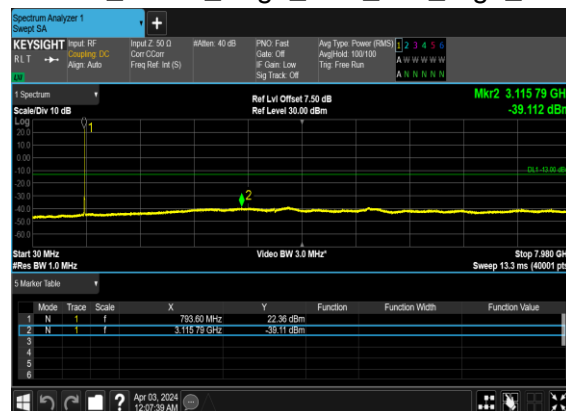 Spectrum Analyzer 1
Swept SA
KEYSIGHT
R L T
Input: RF
Coupling: DC
Align: Auto
Input Z: 50 Ω
Corr CCorr
Freq Ref: Int (S)
#Atten: 40 dB
PNO: Fast
Gate: Off
IF Gain: Low
Sig Track: Off
Avg Type: Power (RMS)
Avg|Hold: 100/100
Trig: Free Run
1 2 3 4 5 6
A W W W W W
A N N N N N
1 Spectrum
Scale/Div 10 dB
Log
Ref Lvl Offset 7.50 dB
Ref Level 30.00 dBm
Mkr2 3.115 79 GH
-39.112 dBm
1
20.0
10.0
0.00
-10.0
DL1 -13.00 dB
-20.0
-30.0
2
-40.0
-50.0
-60.0
Start 30 MHz
#Res BW 1.0 MHz
Video BW 3.0 MHz*
Stop 7.980 GH
Sweep 13.3 ms (40001 pts
5 Marker Table
Mode Trace Scale X Y Function Function Width Function Value
1 N 1 f 793.60 MHz 22.36 dBm
2 N 1 f 3.115 79 GHz -39.11 dBm
3
4
5
6
?
Apr 03, 2024
12:07:39 AM